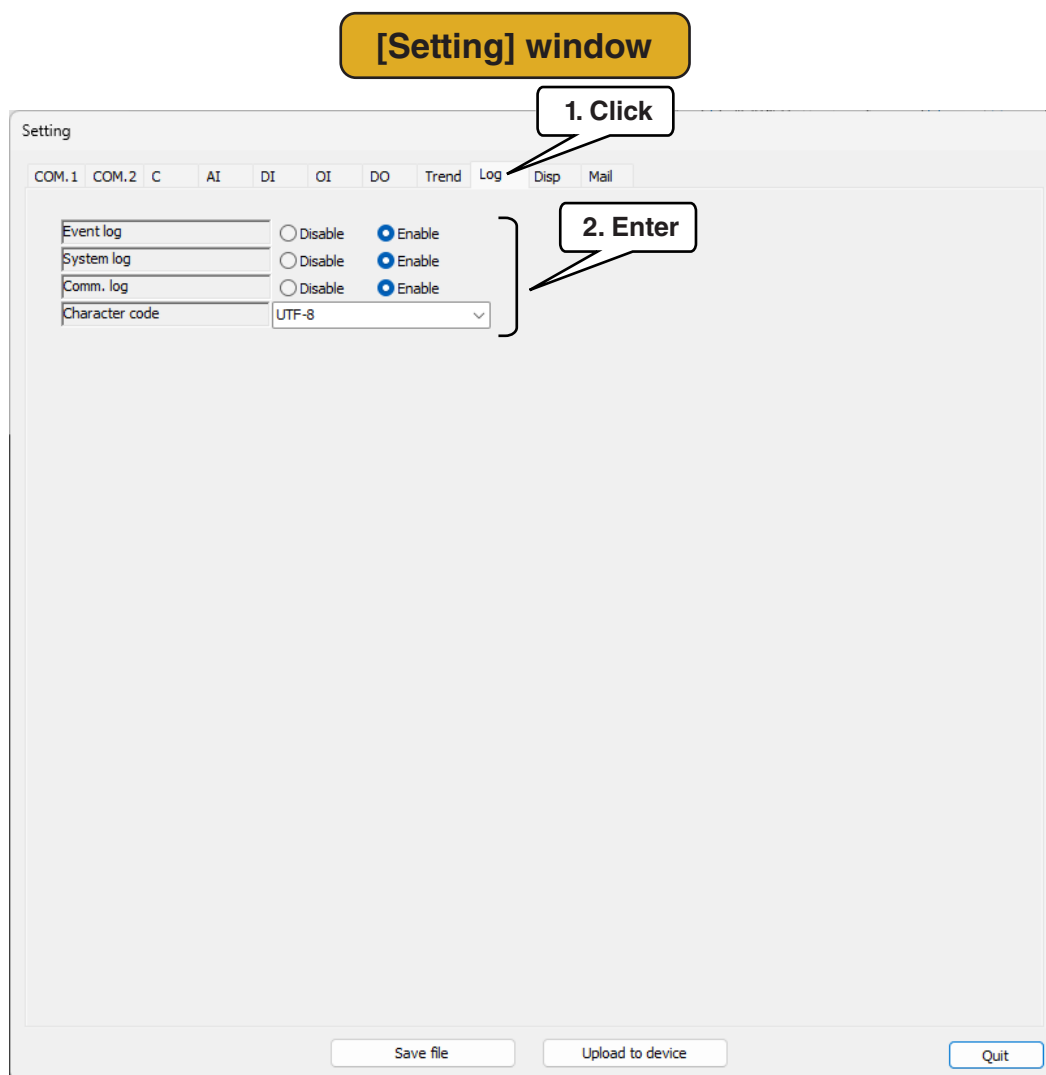 [Setting] window
1. Click
Setting
COM.1 COM.2 C AI DI OI DO Trend Log Disp Mail
2. Enter
Event log Disable Enable
System log Disable Enable
Comm. log Disable Enable
Character code UTF-8
Save file Upload to device Quit